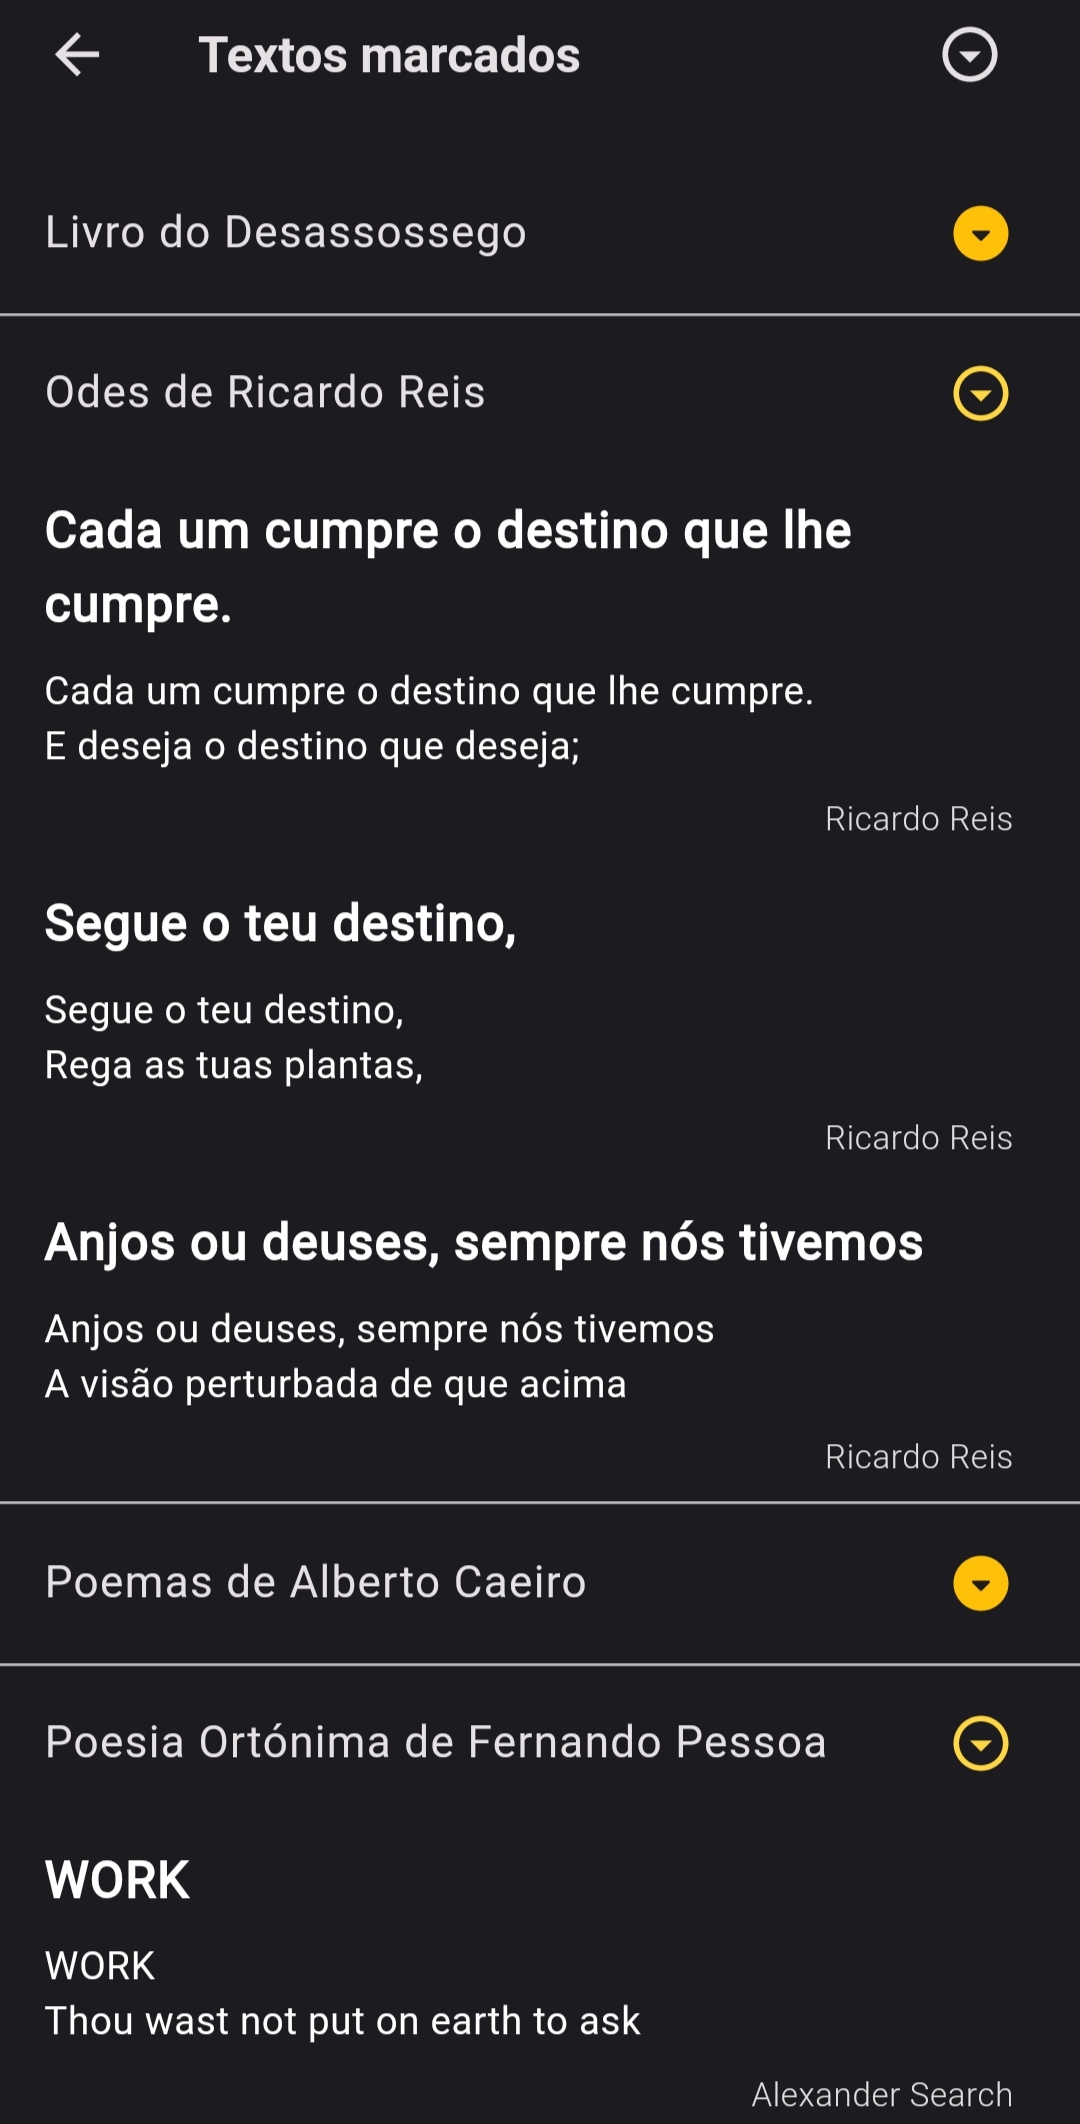 Textos marcados
Livro do Desassossego
Odes de Ricardo Reis
Cada um cumpre o destino que lhe
cumpre.
Cada um cumpre o destino que lhe cumpre.
E deseja o destino que deseja;
Ricardo Reis
Segue o teu destino,
Segue o teu destino,
Rega as tuas plantas,
Ricardo Reis
Anjos ou deuses, sempre nós tivemos
Anjos ou deuses, sempre nós tivemos
A visão perturbada de que acima
Ricardo Reis
Poemas de Alberto Caeiro
Poesia Ortónima de Fernando Pessoa
WORK
WORK
Thou wast not put on earth to ask
Alexander Search